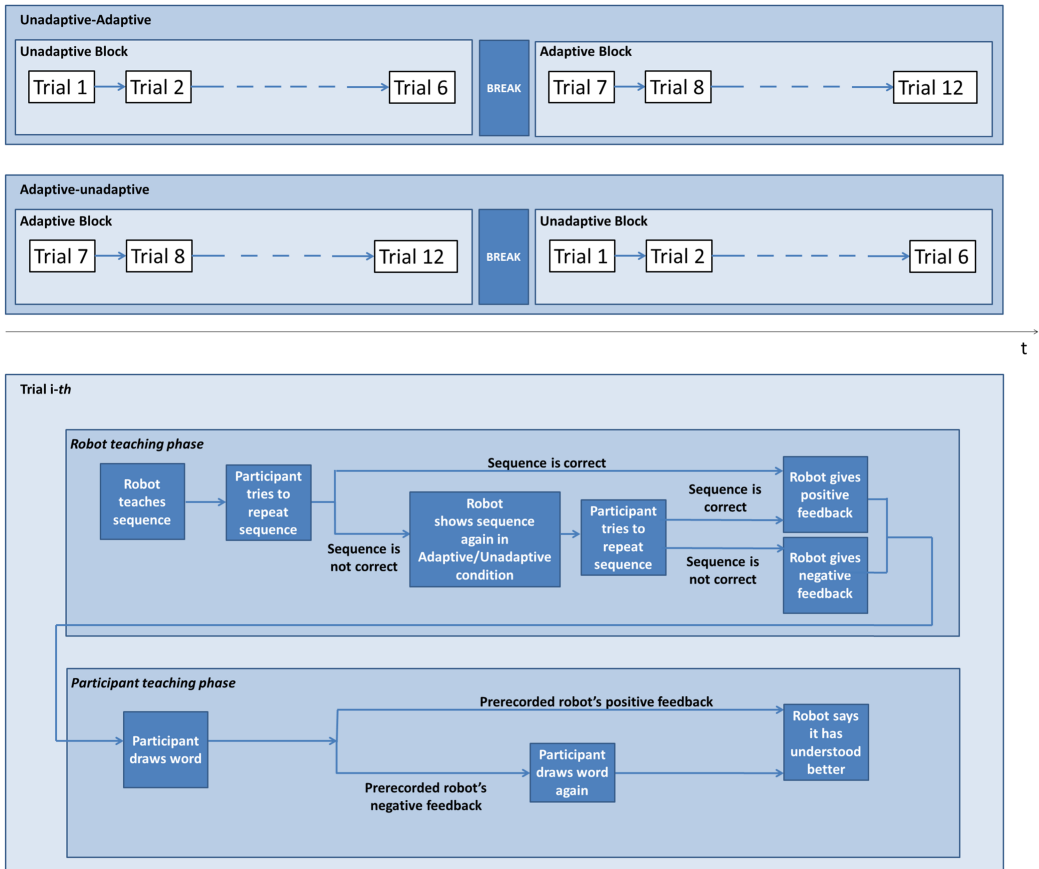 Unadaptive-Adaptive
Unadaptive Block
Trial 1
Trial 2
Trial 6
BREAK
Adaptive Block
Trial 7
Trial 8
Trial 12
Adaptive-unadaptive
Adaptive Block
Trial 7
Trial 8
Trial 12
BREAK
Unadaptive Block
Trial 1
Trial 2
Trial 6
t
Trial i-th
Robot teaching phase
Robot
teaches
sequence
Participant
tries to
repeat
sequence
Sequence is correct
Sequence is
not correct
Robot
shows sequence
again in
Adaptive/Unadaptive
condition
Participant
tries to
repeat
sequence
Sequence is
correct
Sequence is
not correct
Robot gives
positive
feedback
Robot gives
negative
feedback
Participant teaching phase
Participant
draws word
Prerecorded robot's positive feedback
Prerecorded robot's
negative feedback
Participant
draws word
again
Robot says
it has
understood
better